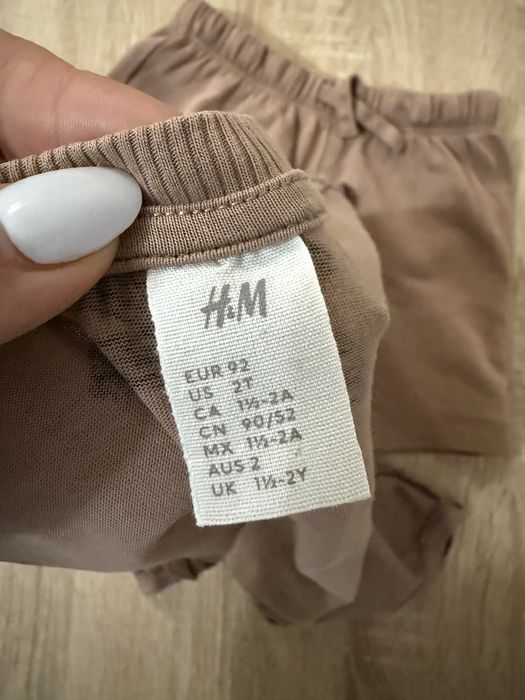 H&M
EUR 92
US 2T
CA 1½-2A
CN 90/52
MX 1½-2A
AUS 2
UK 1½-2Y